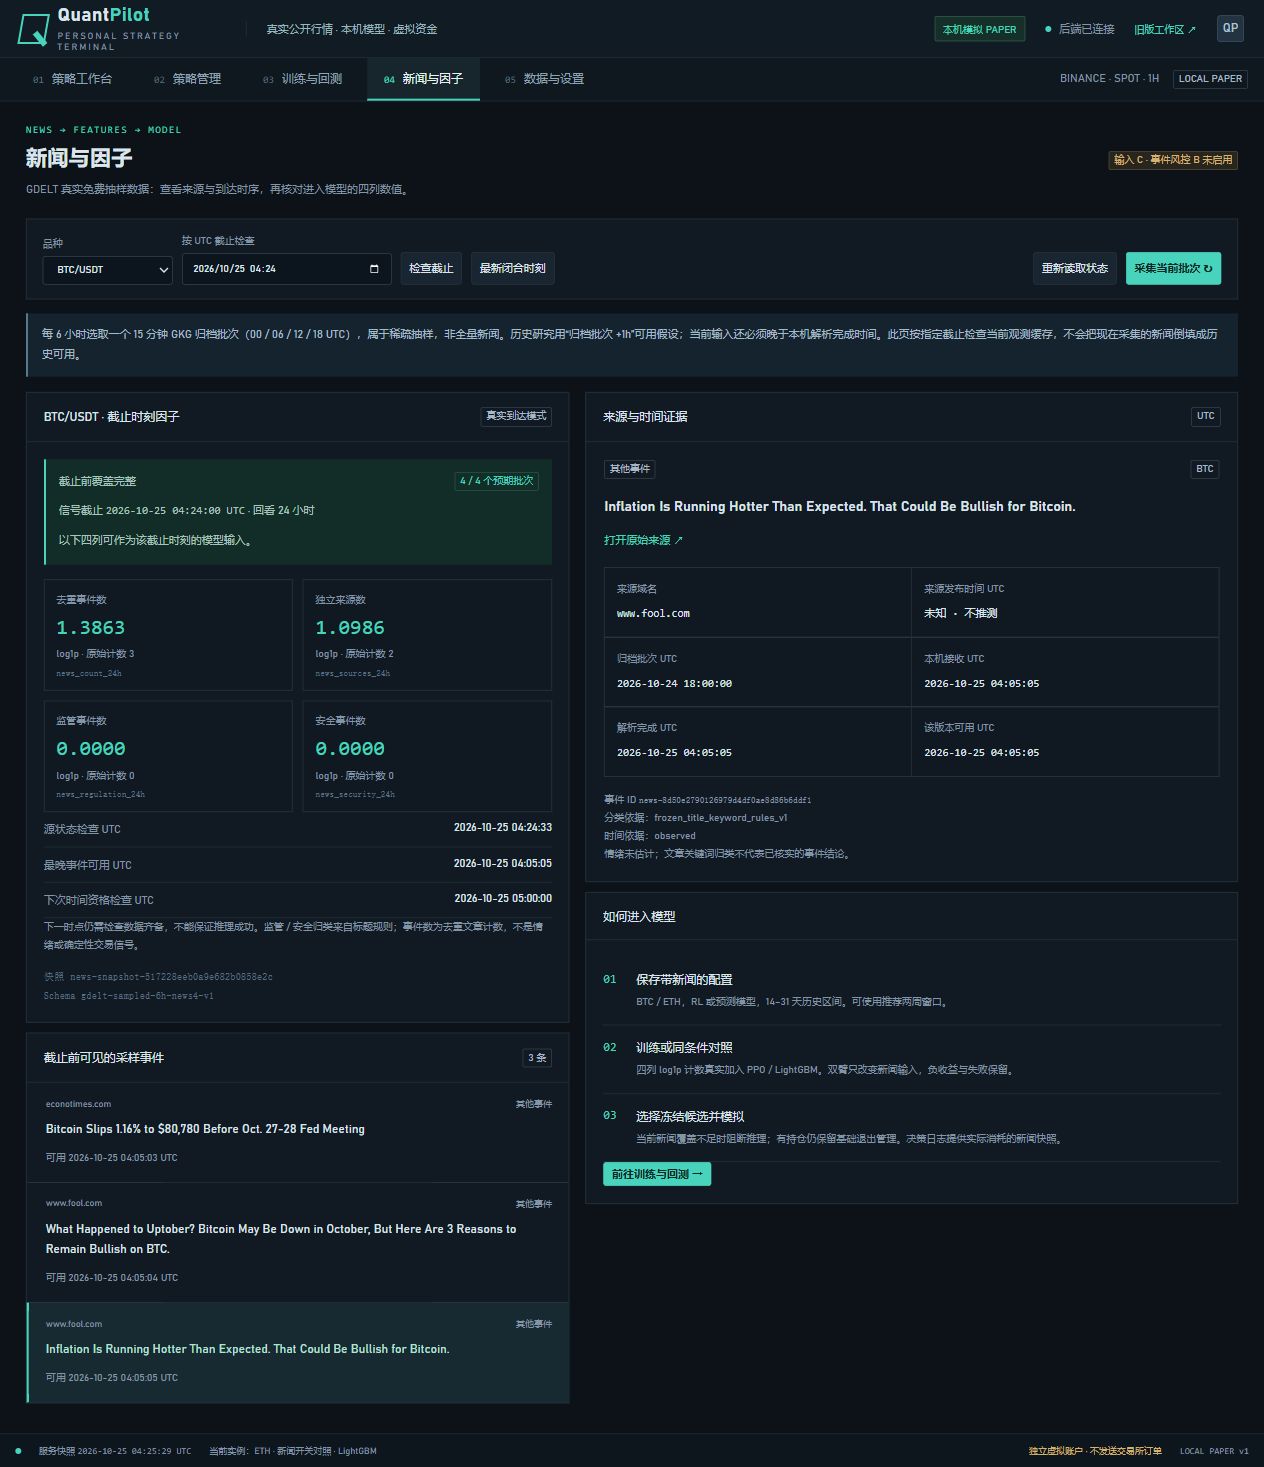 QuantPilot
PERSONAL STRATEGY
TERMINAL
真实公开行情 · 本机模型 · 虚拟资金
本机模拟 PAPER
后端已连接
旧版工作区 ↗
QP
01 策略工作台
02 策略管理
03 训练与回测
04 新闻与因子
05 数据与设置
BINANCE · SPOT · 1H
LOCAL PAPER
NEWS → FEATURES → MODEL
新闻与因子
GDELT 真实免费抽样数据：查看来源与到达时序，再核对进入模型的四列数值。
输入 C · 事件风控 B 未启用
品种
BTC/USDT
按 UTC 截止检查
2026/10/25 04:24
检查截止
最新闭合时刻
重新读取状态
采集当前批次 ↻
每 6 小时选取一个 15 分钟 GKG 归档批次（00 / 06 / 12 / 18 UTC），属于稀疏抽样，非全量新闻。历史研究用“归档批次 +1h”可用假设；当前输入还必须晚于本机解析完成时间。此页按指定截止检查当前观测缓存，不会把现在采集的新闻倒填成历
史可用。
BTC/USDT · 截止时刻因子
真实到达模式
截止前覆盖完整
4 / 4 个预期批次
信号截止 2026-10-25 04:24:00 UTC · 回看 24 小时
以下四列可作为该截止时刻的模型输入。
去重事件数
1.3863
log1p · 原始计数 3
news_count_24h
独立来源数
1.0986
log1p · 原始计数 2
news_sources_24h
监管事件数
0.0000
log1p · 原始计数 0
news_regulation_24h
安全事件数
0.0000
log1p · 原始计数 0
news_security_24h
源状态检查 UTC
2026-10-25 04:24:33
最晚事件可用 UTC
2026-10-25 04:05:05
下次时间资格检查 UTC
2026-10-25 05:00:00
下一时点仍需检查数据齐备，不能保证推理成功。监管 / 安全归类来自标题规则；事件数为去重文章计数，不是情
绪或确定性交易信号。
快照 news-snapshot-517228eeb0a9e682b0858e2c
Schema gdelt-sampled-6h-news4-v1
截止前可见的采样事件
3 条
econotimes.com
其他事件
Bitcoin Slips 1.16% to $80,780 Before Oct. 27-28 Fed Meeting
可用 2026-10-25 04:05:03 UTC
www.fool.com
其他事件
What Happened to Uptober? Bitcoin May Be Down in October, But Here Are 3 Reasons to
Remain Bullish on BTC.
可用 2026-10-25 04:05:04 UTC
www.fool.com
其他事件
Inflation Is Running Hotter Than Expected. That Could Be Bullish for Bitcoin.
可用 2026-10-25 04:05:05 UTC
来源与时间证据
UTC
其他事件
BTC
Inflation Is Running Hotter Than Expected. That Could Be Bullish for Bitcoin.
打开原始来源 ↗
来源域名
www.fool.com
来源发布时间 UTC
未知 · 不推测
归档批次 UTC
2026-10-24 18:00:00
本机接收 UTC
2026-10-25 04:05:05
解析完成 UTC
2026-10-25 04:05:05
该版本可用 UTC
2026-10-25 04:05:05
事件 ID news-8d50e2790126979d4df0ae8d86b6ddf1
分类依据：frozen_title_keyword_rules_v1
时间依据：observed
情绪未估计；文章关键词归类不代表已核实的事件结论。
如何进入模型
01 保存带新闻的配置
BTC / ETH，RL 或预测模型，14–31 天历史区间。可使用推荐两周窗口。
02 训练或同条件对照
四列 log1p 计数真实加入 PPO / LightGBM。双臂只改变新闻输入，负收益与失败保留。
03 选择冻结候选并模拟
当前新闻覆盖不足时阻断推理；有持仓仍保留基础退出管理。决策日志提供实际消耗的新闻快照。
前往训练与回测 →
服务快照 2026-10-25 04:25:29 UTC
当前实例：ETH · 新闻开关对照 · LightGBM
独立虚拟账户 · 不发送交易所订单
LOCAL PAPER v1